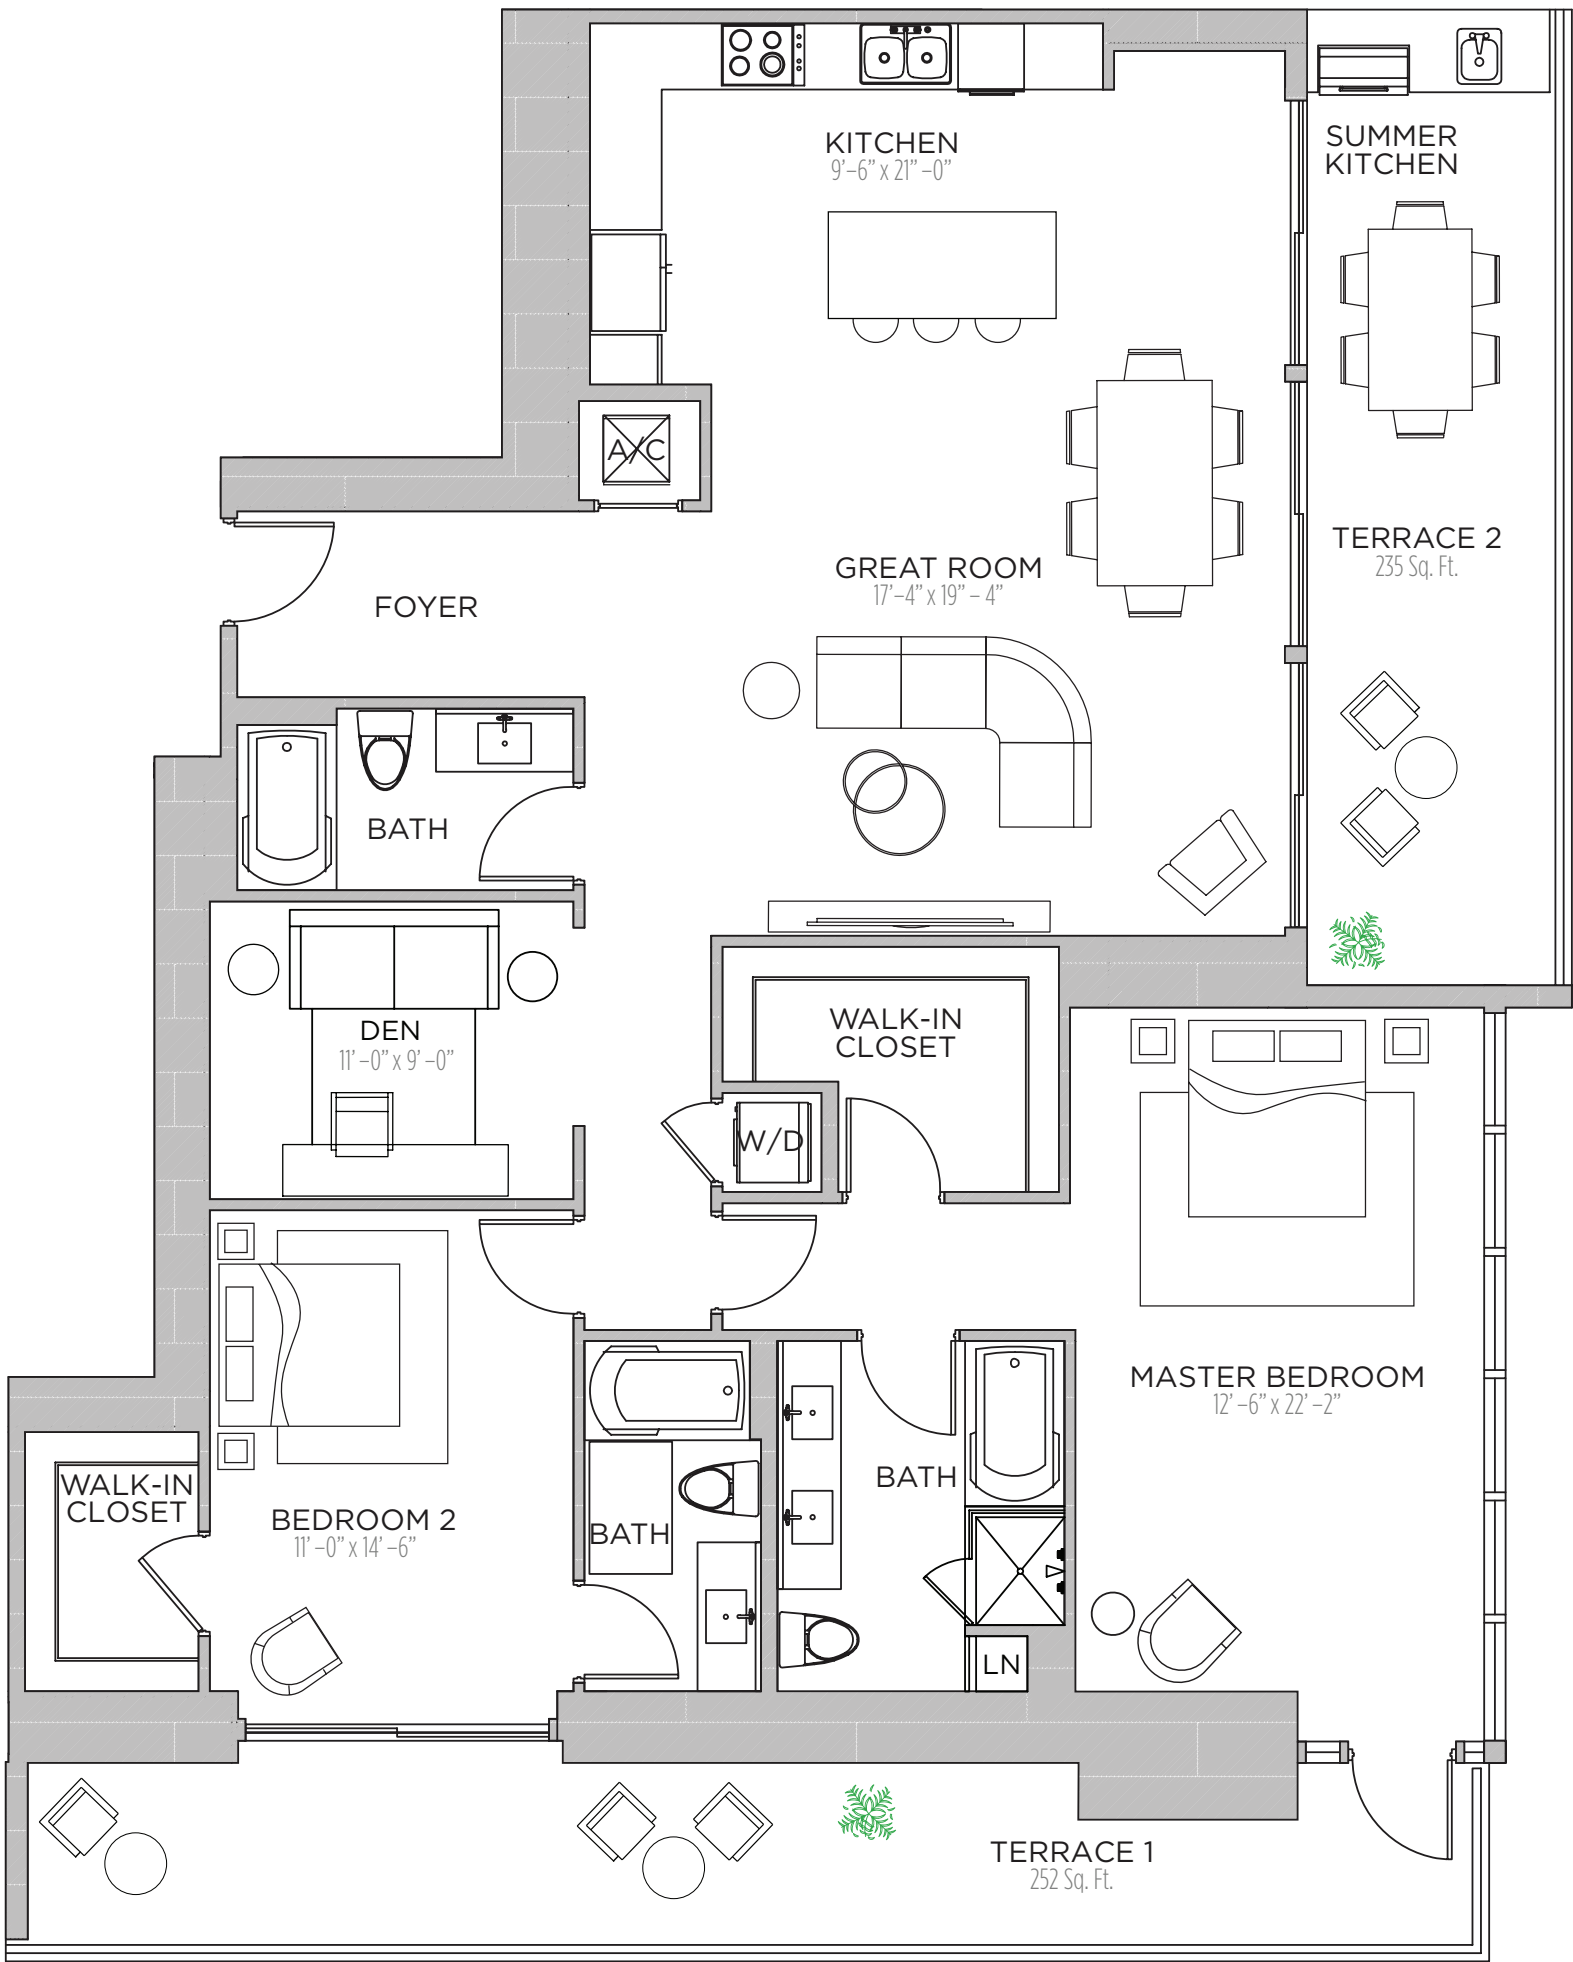 KITCHEN
9’–6” x 21” –0”
SUMMER
KITCHEN
A/C
TERRACE 2
235 Sq. Ft.
GREAT ROOM
17’–4” x 19” – 4”
FOYER
BATH
WALK-IN
CLOSET
DEN
11’ –0” x 9’ –0”
W/D
MASTER BEDROOM
12’ –6” x 22’ –2”
WALK-IN
CLOSET
BATH
BEDROOM 2
11’ –0” x 14’ –6”
BATH
LN
TERRACE 1
252 Sq. Ft.